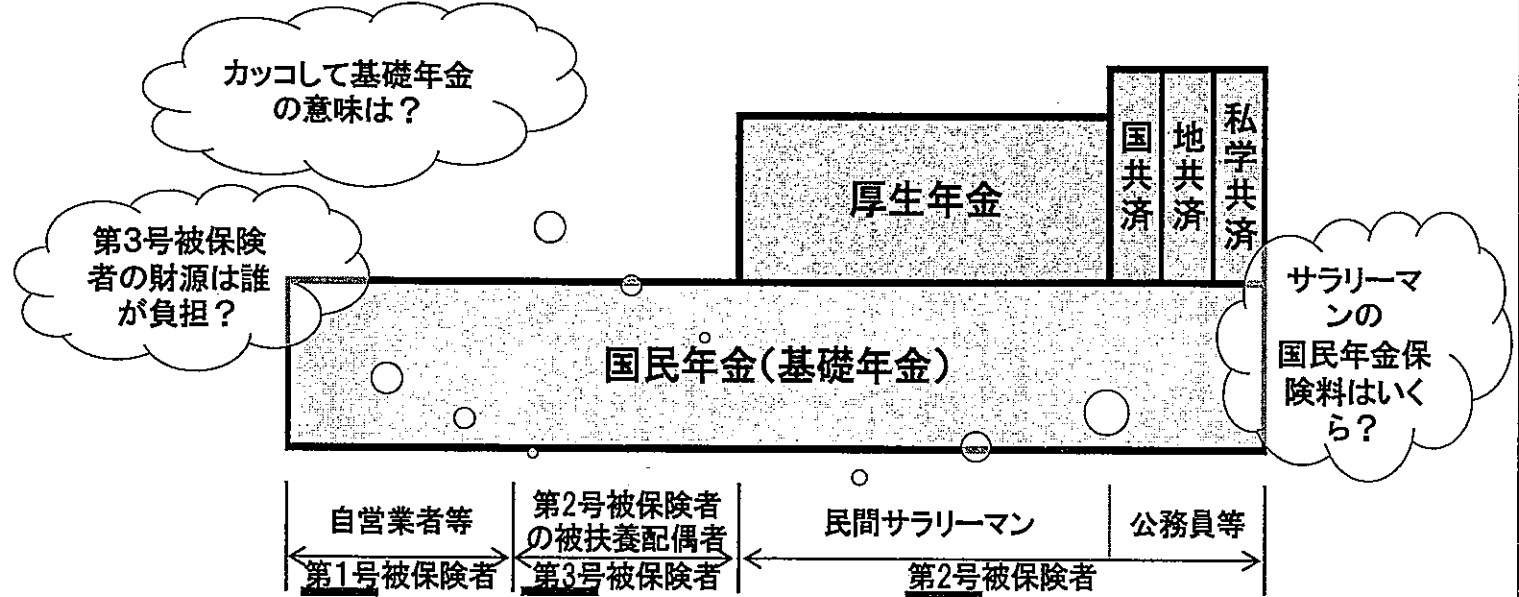 カッコして基礎年金
の意味は？
第3号被保険
者の財源は誰
が負担？
厚生年金
国共済
地共済
私学共済
サラリーマ
ンの
国民年金保
険料はいく
ら？
国民年金(基礎年金)
自営業者等
第2号被保険者
の被扶養配偶者
民間サラリーマン
公務員等
第1号被保険者
第3号被保険者
第2号被保険者